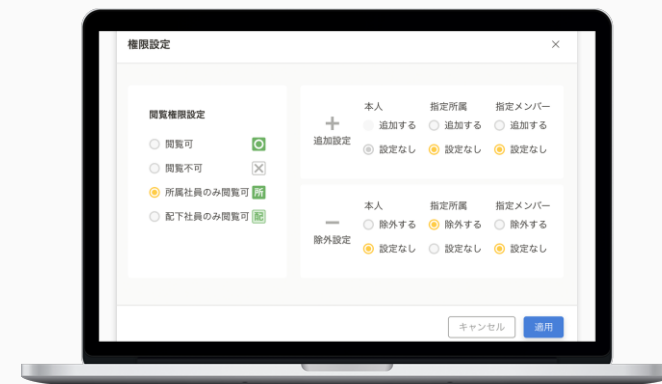 権限設定
閲覧権限設定
閲覧可
閲覧不可
所属社員のみ閲覧可 所
配下社員のみ閲覧可 配
追加設定
本人 指定所属 指定メンバー
追加する 追加する 追加する
設定なし 設定なし 設定なし
除外設定
本人 指定所属 指定メンバー
除外する 除外する 除外する
設定なし 設定なし 設定なし
キャンセル 適用